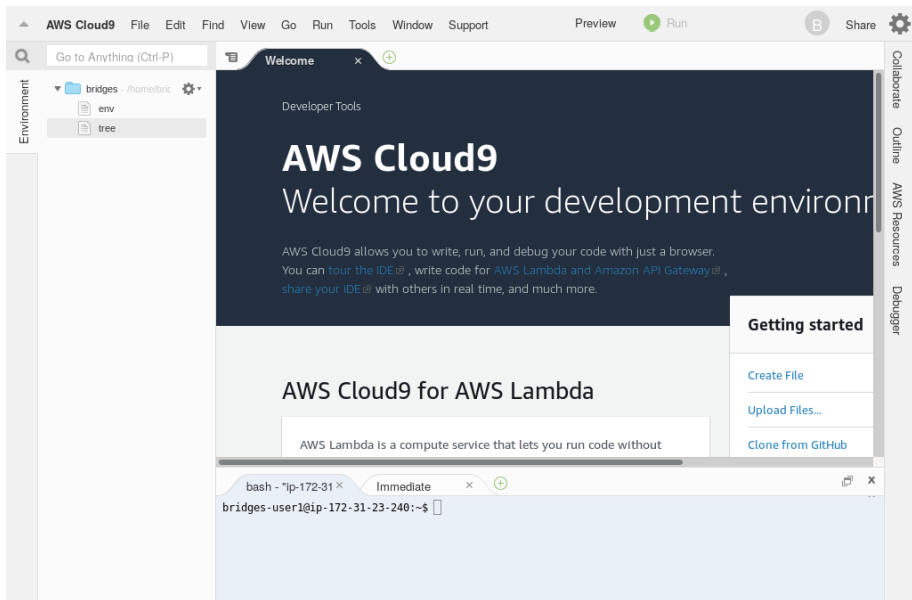 AWS Cloud9 File Edit Find View Go Run Tools Window Support Preview Run B Share
Go to Anything (Ctrl-P)
Welcome
Environment
bridges - /home/bric
env
tree
Developer Tools
AWS Cloud9
Welcome to your development environm
AWS Cloud9 allows you to write, run, and debug your code with just a browser.
You can tour the IDE , write code for AWS Lambda and Amazon API Gateway ,
share your IDE with others in real time, and much more.
Getting started
Create File
Upload Files...
Clone from GitHub
AWS Cloud9 for AWS Lambda
AWS Lambda is a compute service that lets you run code without
Collaborate
Outline
AWS Resources
Debugger
bash - "ip-172-31 Immediate
bridges-user1@ip-172-31-23-240:~$